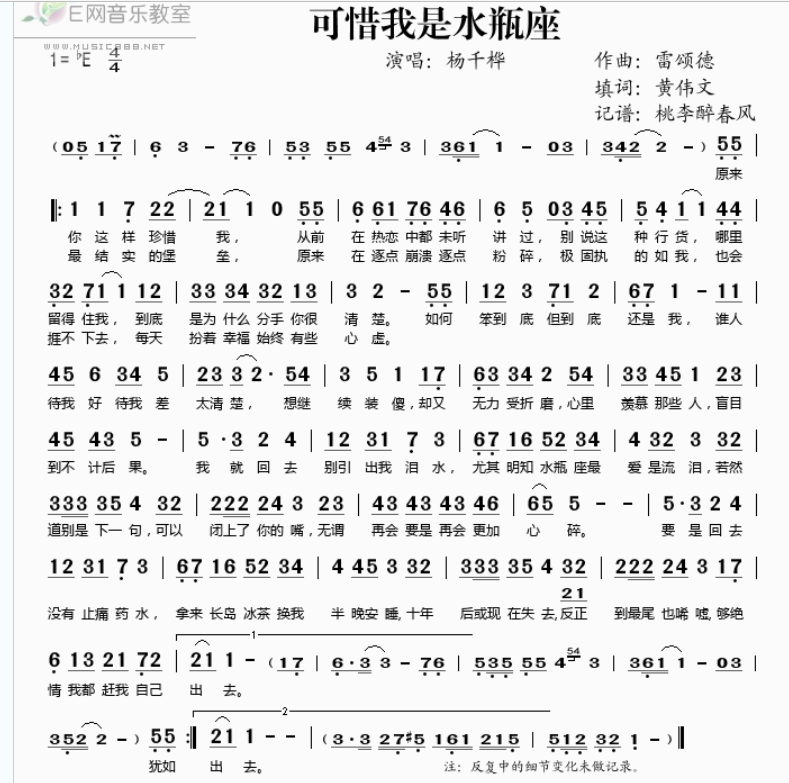 E网音乐教室
WWW.MUSIC888.NET
可惜我是水瓶座
1= ♭E 4/4
演唱：杨千桦
作曲：雷颂德
填词：黄伟文
记谱：桃李醉春风
( 05 17 | 6 3 - 76 | 53 55 4 54 3 | 361 1 - 03 | 342 2 - ) 55 |
原来
‖: 1 1 7 22 | 21 1 0 55 | 6 61 76 46 | 6 5 03 45 | 5 4 1 1 44 |
你 这 样 珍惜 我， 从前 在 热恋 中都 未听 讲 过， 别 说这 种 行 货， 哪里
最 结 实 的堡 垒， 原来 在 逐点 崩溃 逐点 粉 碎， 极 固执 的 如 我， 也会
32 71 1 12 | 33 34 32 13 | 3 2 - 55 | 12 3 71 2 | 67 1 - 11 |
留得 住我， 到底 是为 什么 分手 你很 清 楚。 如何 笨到 底 但到 底 还是 我， 谁人
捱不 下去， 每天 扮着 幸福 始终 有些 心 虚。
45 6 34 5 | 23 3 2· 54 | 3 5 1 17 | 63 34 2 54 | 33 45 1 23 |
待我 好 待我 差 太清 楚， 想继 续 装 傻，却又 无力 受折 磨，心里 羡慕 那些 人，盲目
45 43 5 - | 5 ·3 2 4 | 12 31 7 3 | 67 16 52 34 | 4 32 3 32 |
到不 计后 果。 我 就 回 去 别引 出我 泪 水， 尤其 明知 水瓶 座最 爱 是流 泪，若然
333 35 4 32 | 222 24 3 23 | 43 43 43 46 | 65 5 - - | 5·3 2 4 |
道别是 下一 句，可以 闭上了 你的 嘴，无谓 再会 要是 再会 更加 心 碎。 要 是 回 去
12 31 7 3 | 67 16 52 34 | 4 45 3 32 | 333 35 4 32 | 222 24 3 17 |
21
没有 止痛 药 水， 拿来 长岛 冰茶 换我 半 晚安 睡，十年 后或现 在失 去，反正 到最尾 也唏 嘘，够绝
1
6 13 21 72 | 21 1 - ( 17 | 6·3 3 - 76 | 535 55 4 54 3 | 361 1 - 03 |
情 我都 赶我 自己 出 去。
2
352 2 - ) 55 :‖ 21 1 - - | ( 3·3 27#5 161 215 | 512 32 1 - ) ‖
犹如 出 去。 注：反复中的细节变化未做记录。